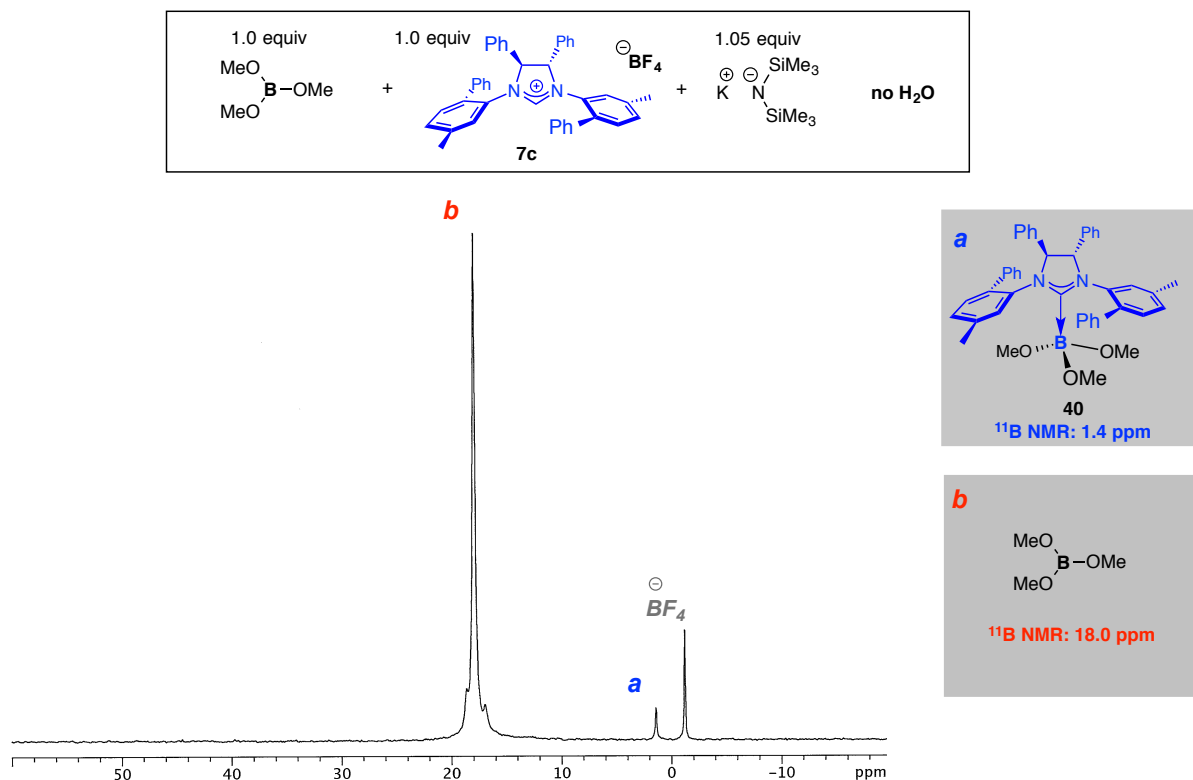 1.0 equiv
MeO
MeO
B
OMe
+
1.0 equiv
Ph
Ph
Ph
N
⊕
N
Ph
7c
⊖
BF4
+
1.05 equiv
⊕
K
⊖
N
SiMe3
SiMe3
no H2O
b
a
⊖
BF4
50
40
30
20
10
0
−10
ppm
a
Ph
Ph
Ph
N
N
Ph
MeO
B
OMe
OMe
40
11B NMR: 1.4 ppm
b
MeO
MeO
B
OMe
11B NMR: 18.0 ppm